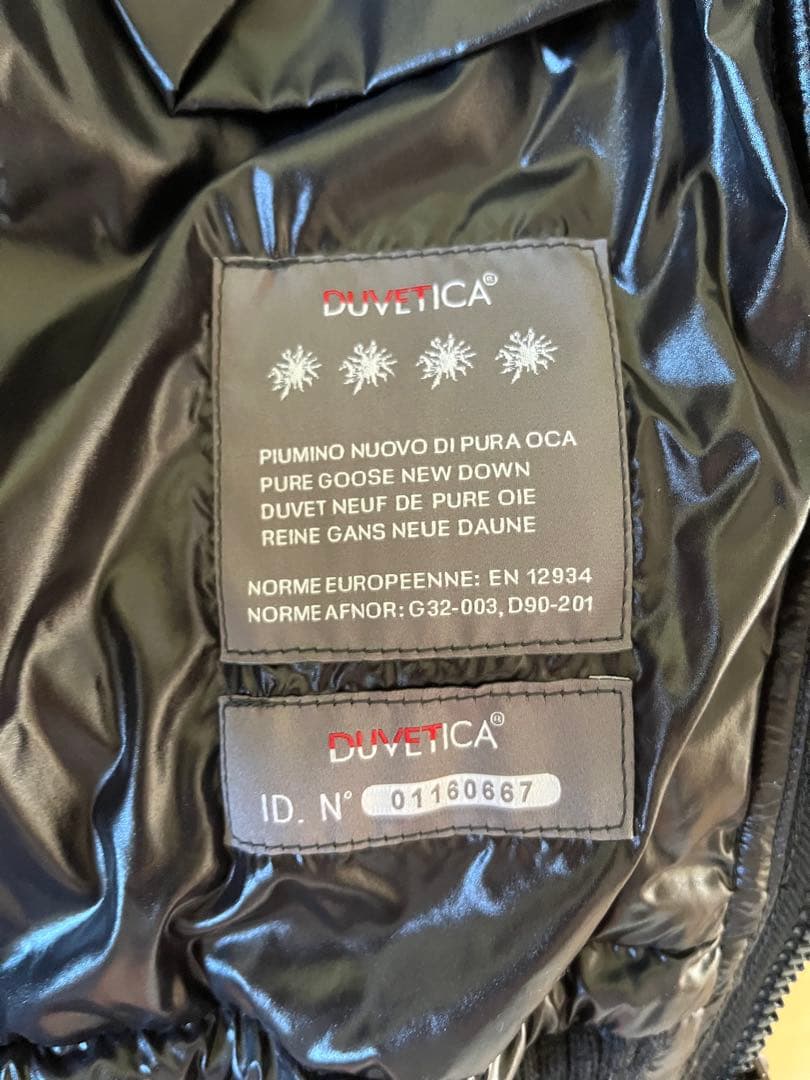 DUVETICA®
PIUMINO NUOVO DI PURA OCA
PURE GOOSE NEW DOWN
DUVET NEUF DE PURE OIE
REINE GANS NEUE DAUNE
NORME EUROPEENNE: EN 12934
NORME AFNOR: G32-003, D90-201
DUVETICA®
ID. N° 01160667